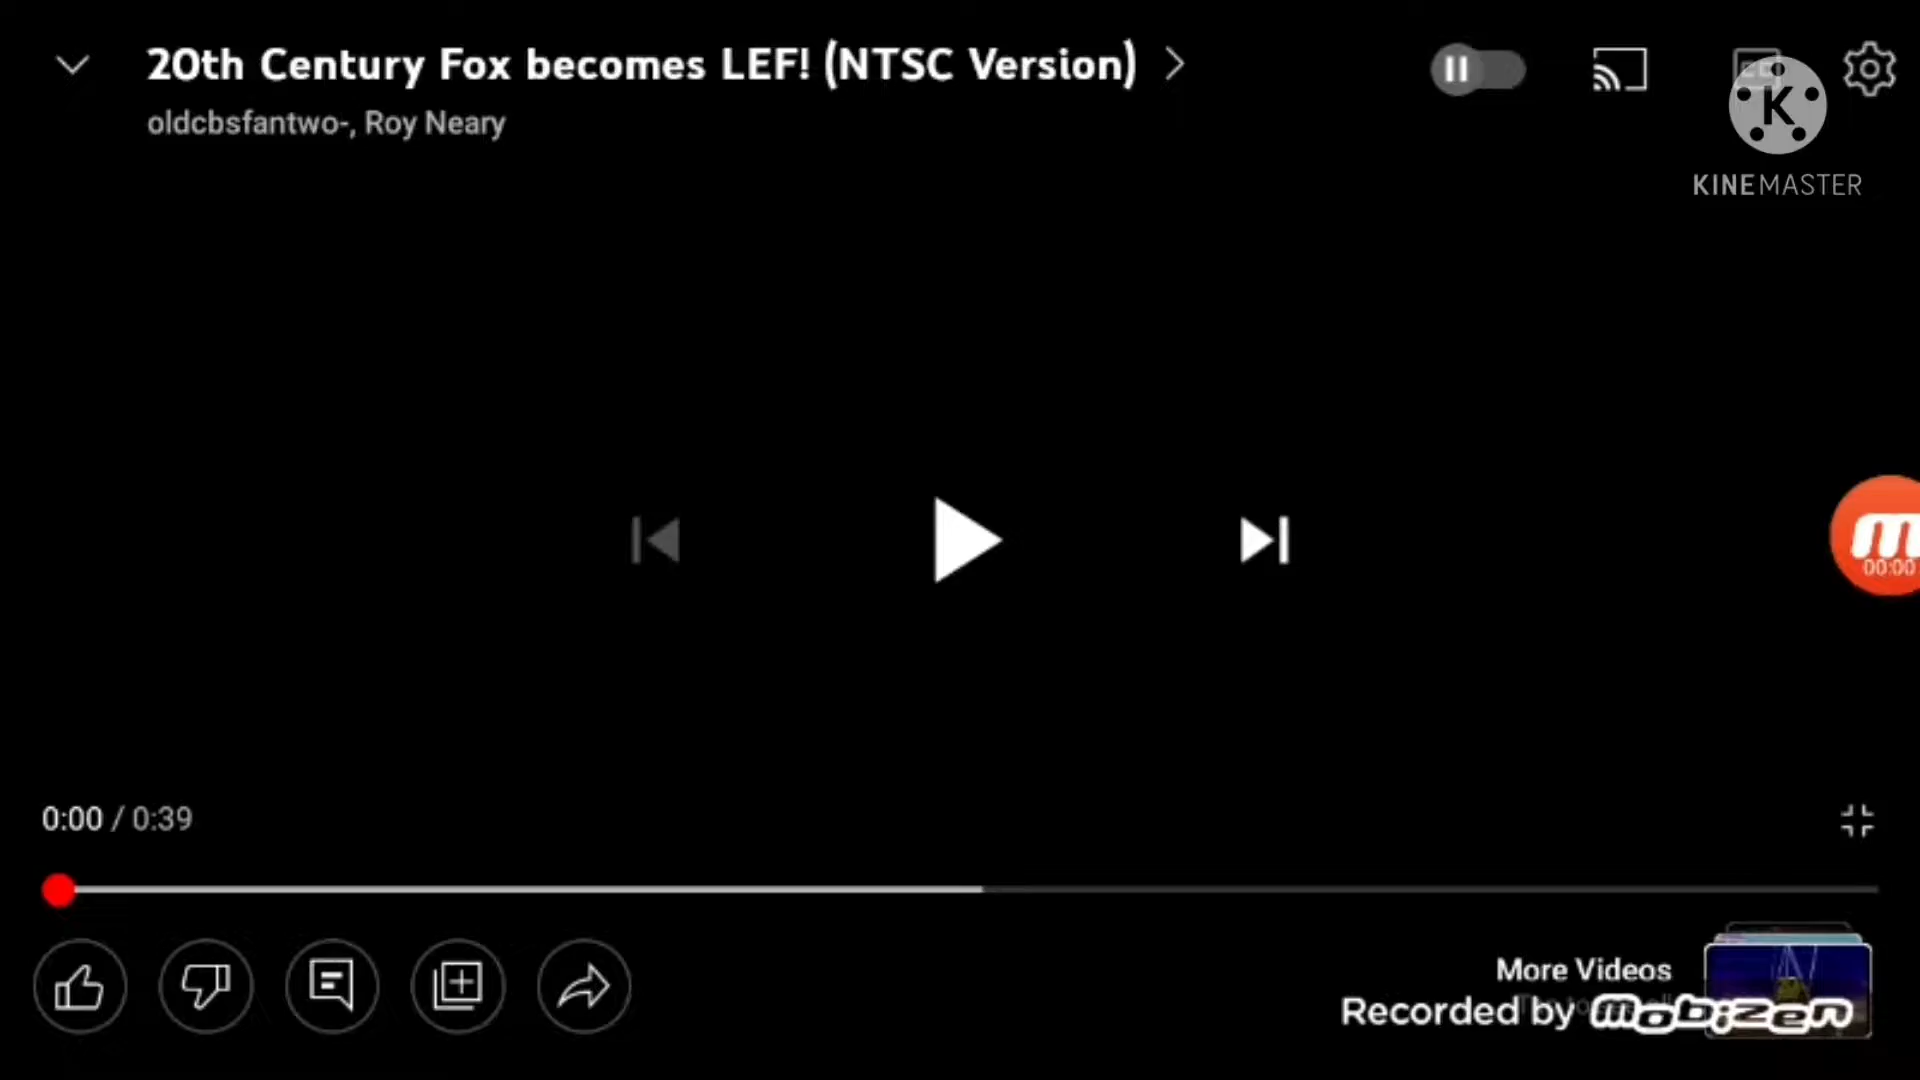 20th Century Fox becomes LEF! (NTSC Version)
oldcbsfantwo-, Roy Neary
K
KINEMASTER
m
00:00
0:00 / 0:39
More Videos
Recorded by mobizen